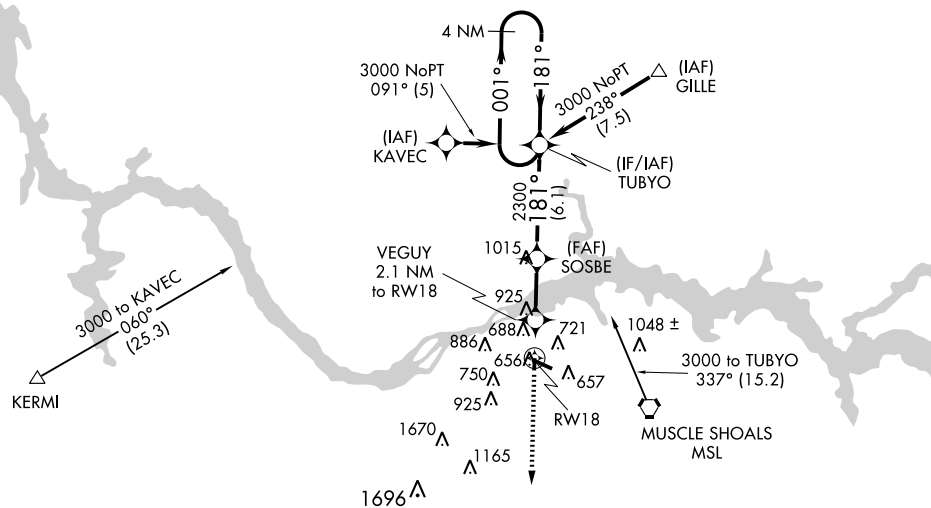 4 NM
001°
181°
3000 NoPT
091° (5)
(IAF)
KAVEC
3000 NoPT
238°
(7.5)
(IAF)
GILLE
(IF/IAF)
TUBYO
2300
181°
(6.1)
1015
(FAF)
SOSBE
VEGUY
2.1 NM
to RW18
925
688
721
886
656
750
657
925
RW18
1670
1165
1696
1048 ±
3000 to TUBYO
337° (15.2)
MUSCLE SHOALS
MSL
3000 to KAVEC
060°
(25.3)
KERMI